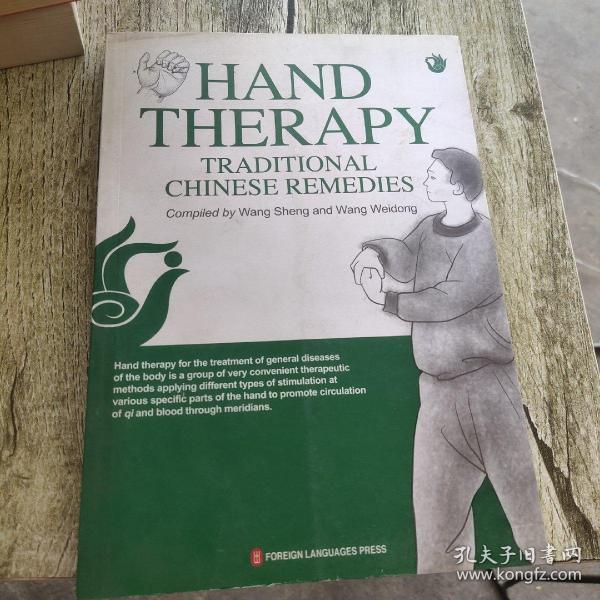 HAND
THERAPY
TRADITIONAL
CHINESE REMEDIES
Compiled by Wang Sheng and Wang Weidong
Hand therapy for the treatment of general diseases
of the body is a group of very convenient therapeutic
methods applying different types of stimulation at
various specific parts of the hand to promote circulation
of qi and blood through meridians.
FOREIGN LANGUAGES PRESS
孔夫子旧书网
www.kongfz.com